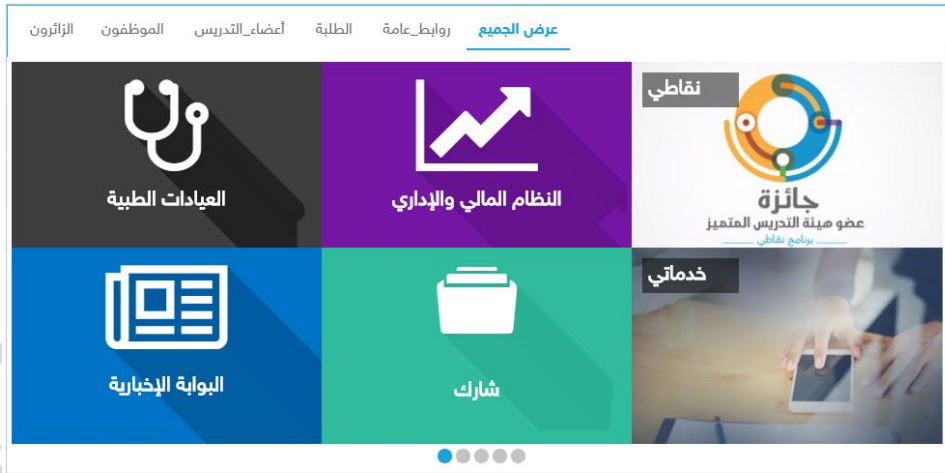 عرض الجميع
روابط_عامة
الطلبة
أعضاء_التدريس
الموظفون
الزائرون
نقاطي
جائزة
عضو هيئة التدريس المتميز
برنامج نقاطي
النظام المالي والإداري
العيادات الطبية
خدماتي
شارك
البوابة الإخبارية